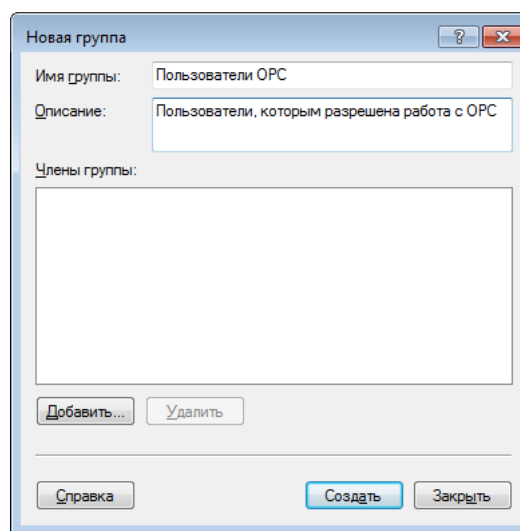 Новая группа
Имя группы: Пользователи OPC
Описание: Пользователи, которым разрешена работа с OPC
Члены группы:
Добавить... Удалить
Справка Создать Закрыть